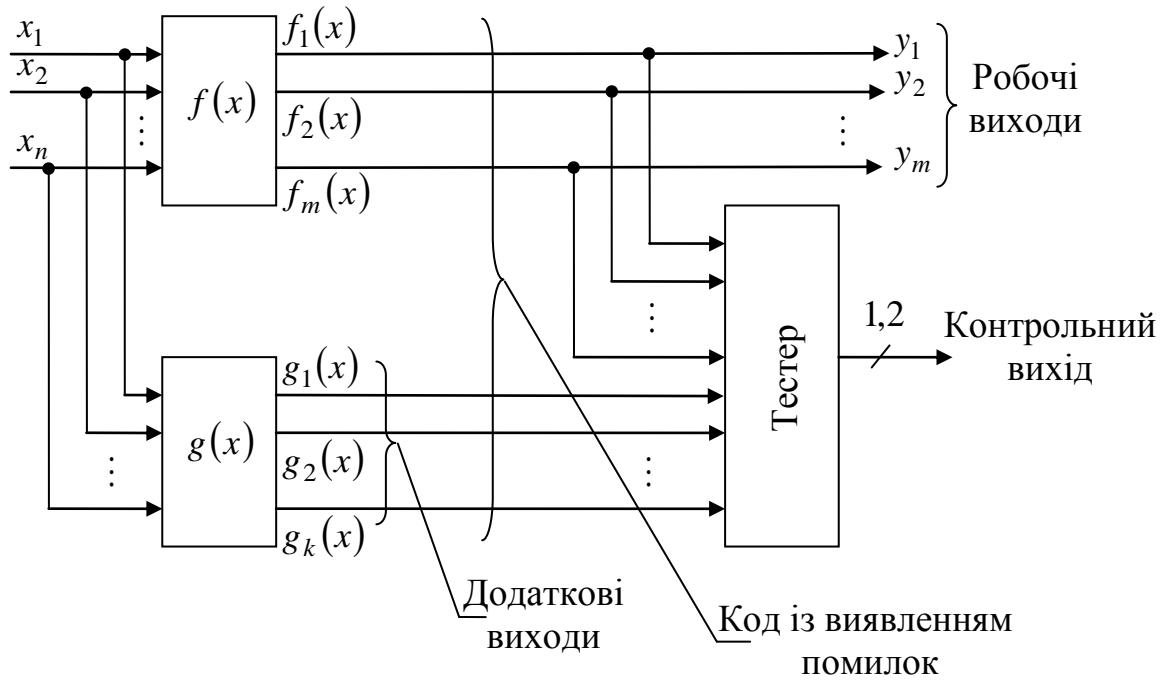 x₁
x₂
⋮
xₙ
f(x)
f₁(x)
f₂(x)
fₘ(x)
y₁
y₂
⋮
yₘ
Робочі
виходи
g(x)
⋮
g₁(x)
g₂(x)
gₖ(x)
⋮
⋮
Тестер
1,2
Контрольний
вихід
Додаткові
виходи
Код із виявленням
помилок